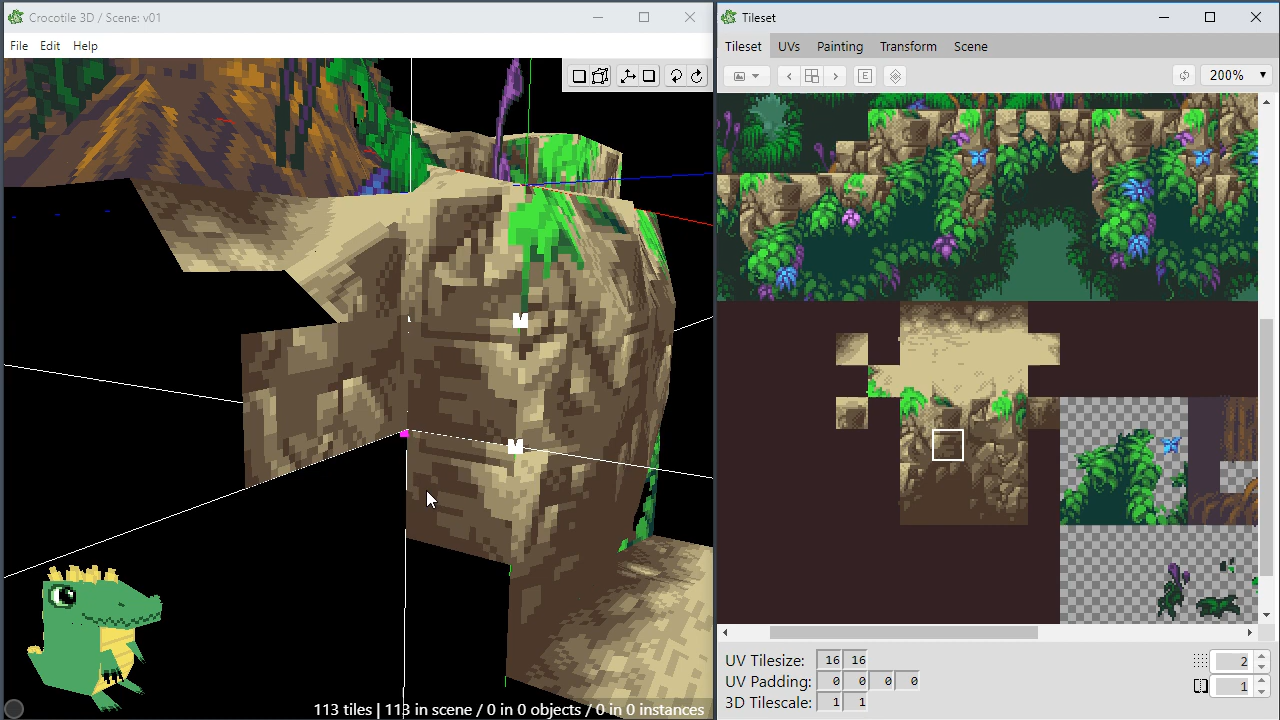 Crocotile 3D / Scene: v01
File Edit Help
113 tiles | 113 in scene / 0 in 0 objects / 0 in 0 instances
Tileset
Tileset UVs Painting Transform Scene
E 200%
UV Tilesize: 16 16
UV Padding: 0 0 0 0
3D Tilescale: 1 1
2
1